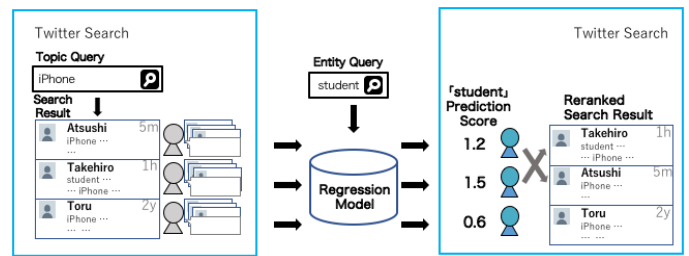 Twitter Search
Topic Query
iPhone
Search
Result
Atsushi 5m
iPhone ⋯
⋯
Takehiro 1h
student ⋯
⋯ iPhone ⋯
Toru 2y
iPhone ⋯
⋯ ⋯
Entity Query
student
Regression
Model
Twitter Search
「student」
Prediction
Score
1.2
1.5
0.6
Reranked
Search Result
Takehiro 1h
student ⋯
⋯ iPhone ⋯
Atsushi 5m
iPhone ⋯
⋯
Toru 2y
iPhone ⋯
⋯ ⋯